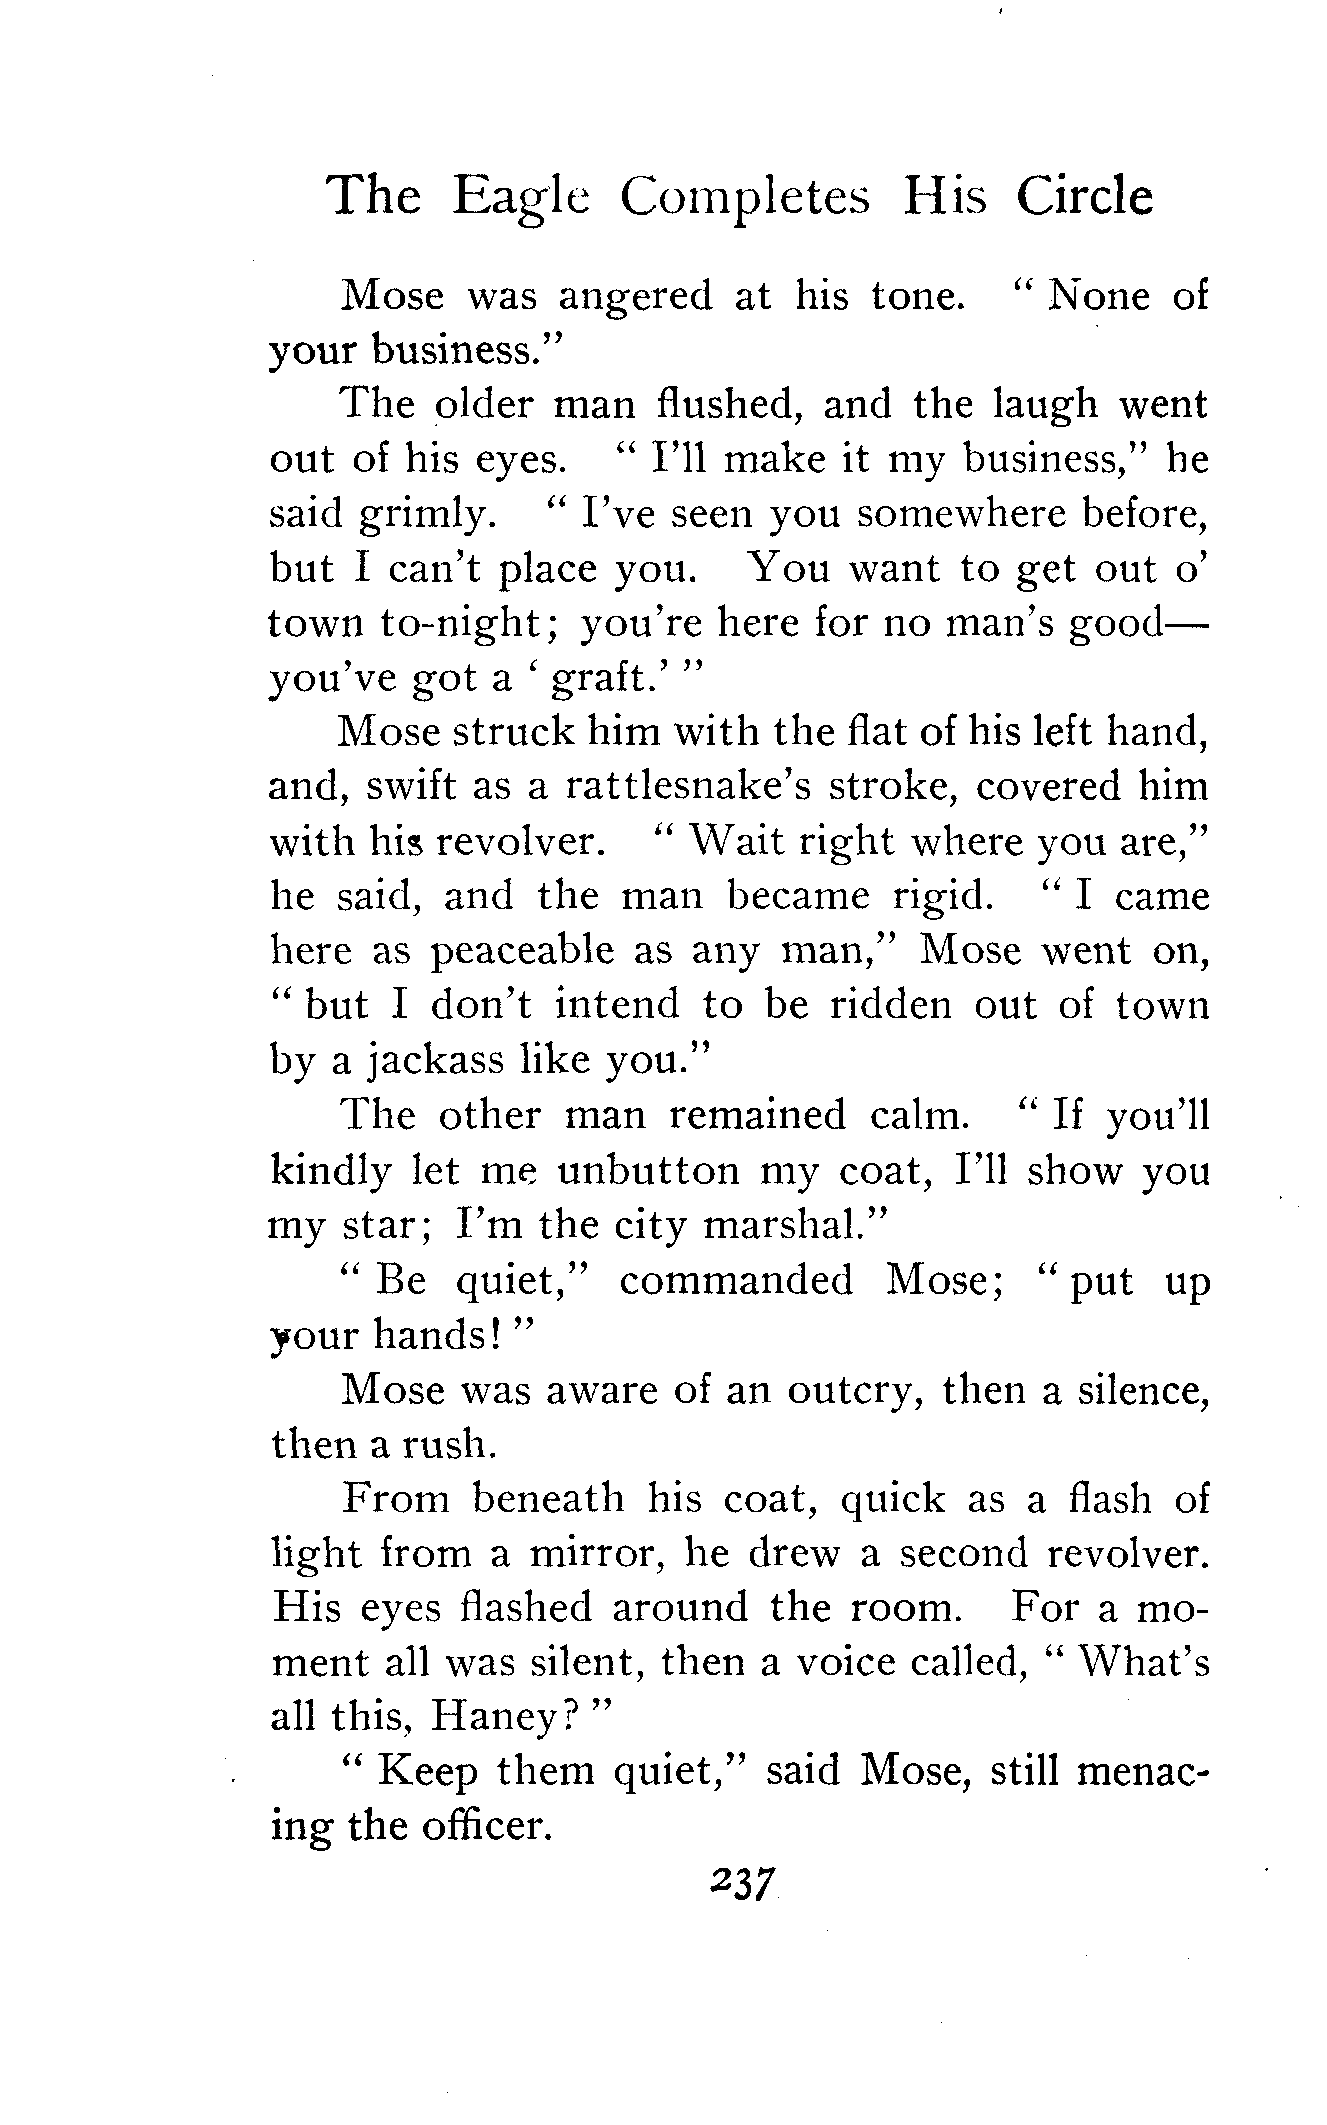 The Eagle Completes His Circle
Mose was angered at his tone. " None of
your business."
The older man flushed, and the laugh went
out of his eyes. " I'll make it my business," he
said grimly. " I've seen you somewhere before,
but I can't place you. You want to get out o'
town to-night; you're here for no man's good—
you've got a ' graft.' "
Mose struck him with the flat of his left hand,
and, swift as a rattlesnake's stroke, covered him
with his revolver. " Wait right where you are,"
he said, and the man became rigid. " I came
here as peaceable as any man," Mose went on,
" but I don't intend to be ridden out of town
by a jackass like you."
The other man remained calm. " If you'll
kindly let me unbutton my coat, I'll show you
my star; I'm the city marshal."
" Be quiet," commanded Mose; " put up
your hands! "
Mose was aware of an outcry, then a silence,
then a rush.
From beneath his coat, quick as a flash of
light from a mirror, he drew a second revolver.
His eyes flashed around the room. For a mo-
ment all was silent, then a voice called, " What's
all this, Haney? "
" Keep them quiet," said Mose, still menac-
ing the officer.
237